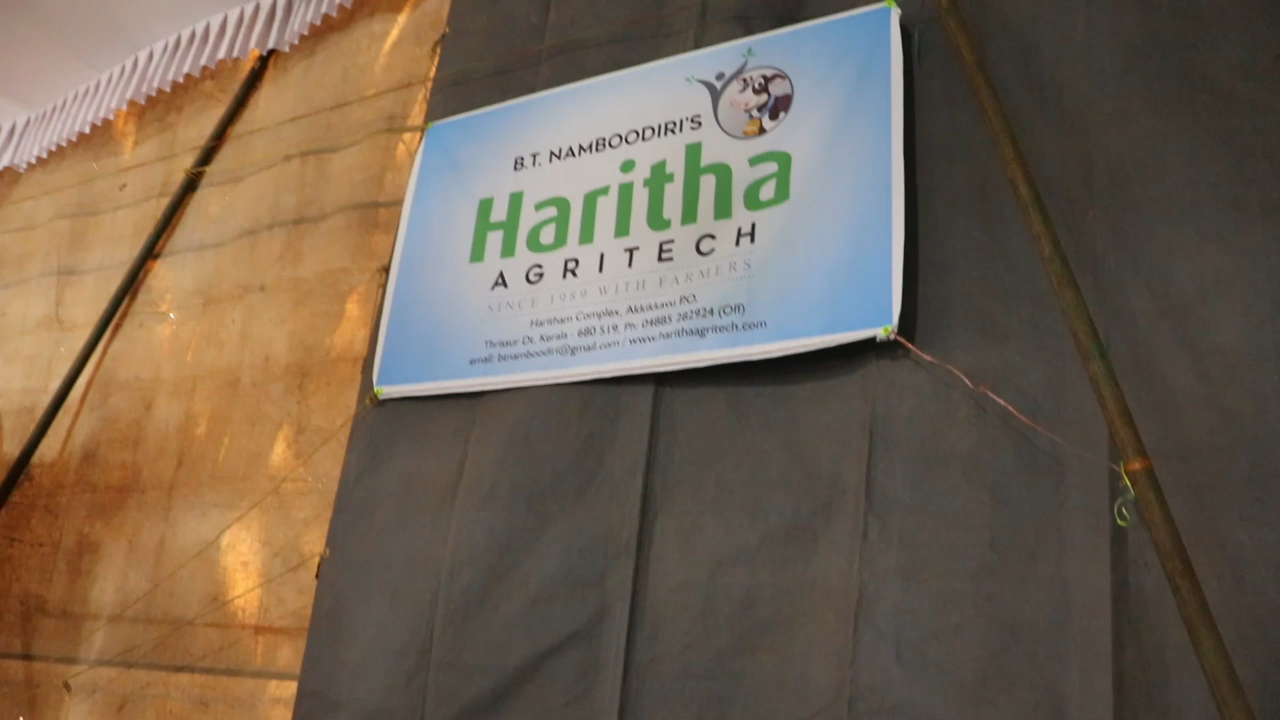 B.T. NAMBOODIRI'S
Haritha
AGRITECH
SINCE 1989 WITH FARMERS
Haritham Complex, Akkikkavu P.O.
Thrissur Dt, Kerala - 680 519, Ph: 04885 282924 (Off)
email: btnamboodiri@gmail.com / www.harithaagritech.com